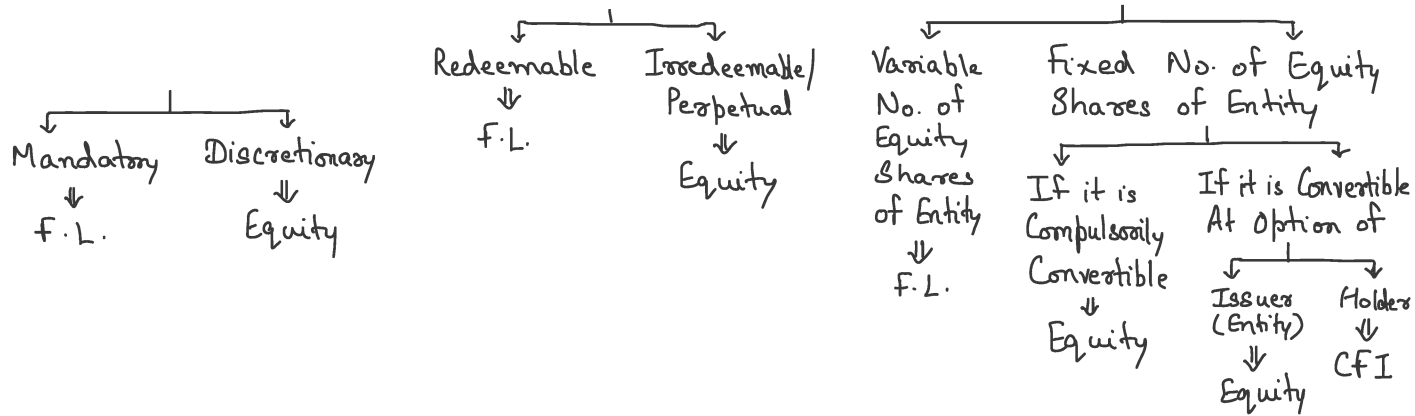 Mandatory
F.L.
Discretionary
Equity
Redeemable
F.L.
Irredeemable/
Perpetual
Equity
Variable
No. of
Equity
Shares
of Entity
F.L.
Fixed No. of Equity
Shares of Entity
If it is
Compulsorily
Convertible
Equity
If it is Convertible
At Option of
Issuer
(Entity)
Equity
Holder
CFI